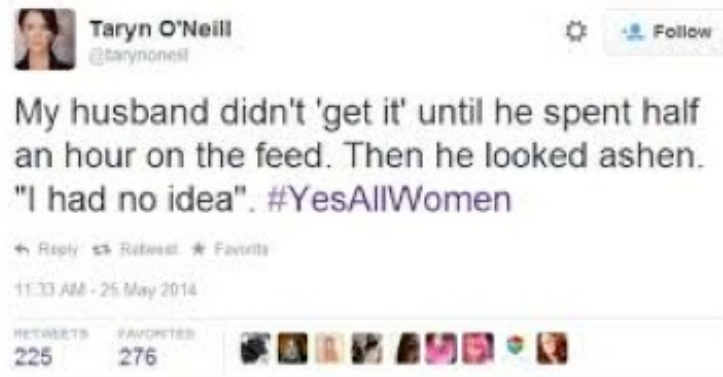 Taryn O'Neill
@tarynoneill
Follow
My husband didn't 'get it' until he spent half
an hour on the feed. Then he looked ashen.
"I had no idea". #YesAllWomen
Reply Retweet Favorite
11:33 AM - 25 May 2014
RETWEETS FAVORITES
225 276